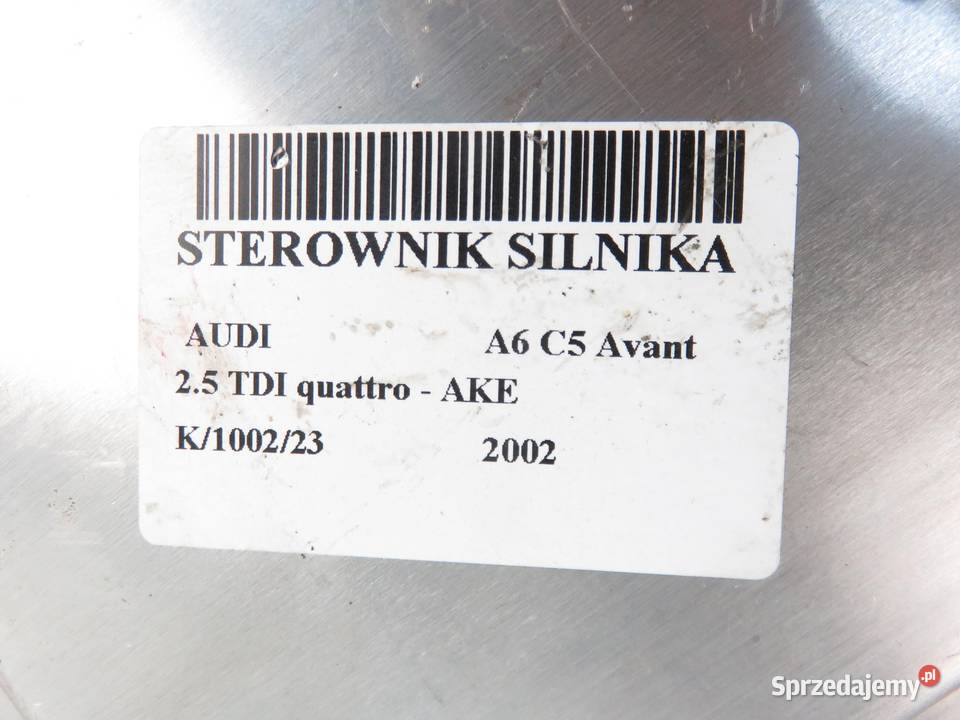 STEROWNIK SILNIKA
AUDI A6 C5 Avant
2.5 TDI quattro - AKE
K/1002/23 2002
Sprzedajemy.pl